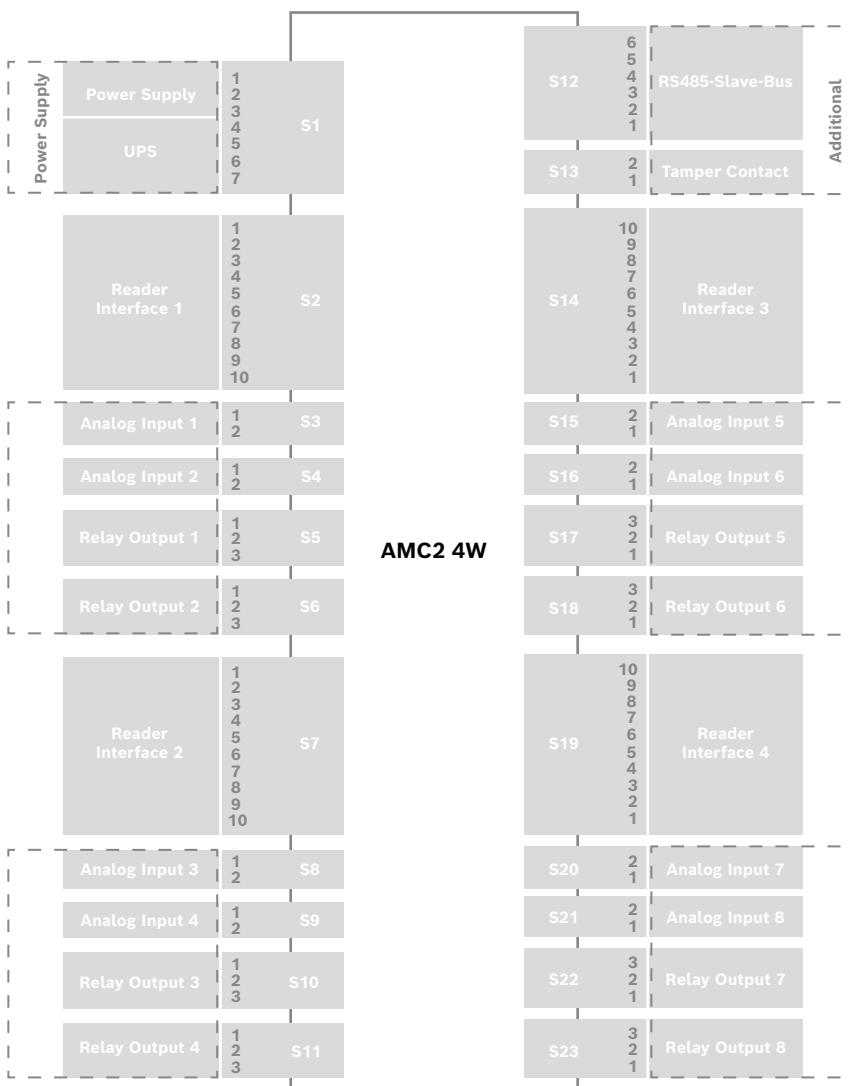 Power Supply
Power Supply
UPS
1
2
3
4
5
6
7
S1
Reader
Interface 1
1
2
3
4
5
6
7
8
9
10
S2
Analog Input 1
1
2
S3
Analog Input 2
1
2
S4
Relay Output 1
1
2
3
S5
Relay Output 2
1
2
3
S6
Reader
Interface 2
1
2
3
4
5
6
7
8
9
10
S7
Analog Input 3
1
2
S8
Analog Input 4
1
2
S9
Relay Output 3
1
2
3
S10
Relay Output 4
1
2
3
S11
AMC2 4W
S12
6
5
4
3
2
1
RS485-Slave-Bus
Additional
S13
2
1
Tamper Contact
S14
10
9
8
7
6
5
4
3
2
1
Reader
Interface 3
S15
2
1
Analog Input 5
S16
2
1
Analog Input 6
S17
3
2
1
Relay Output 5
S18
3
2
1
Relay Output 6
S19
10
9
8
7
6
5
4
3
2
1
Reader
Interface 4
S20
2
1
Analog Input 7
S21
2
1
Analog Input 8
S22
3
2
1
Relay Output 7
S23
3
2
1
Relay Output 8